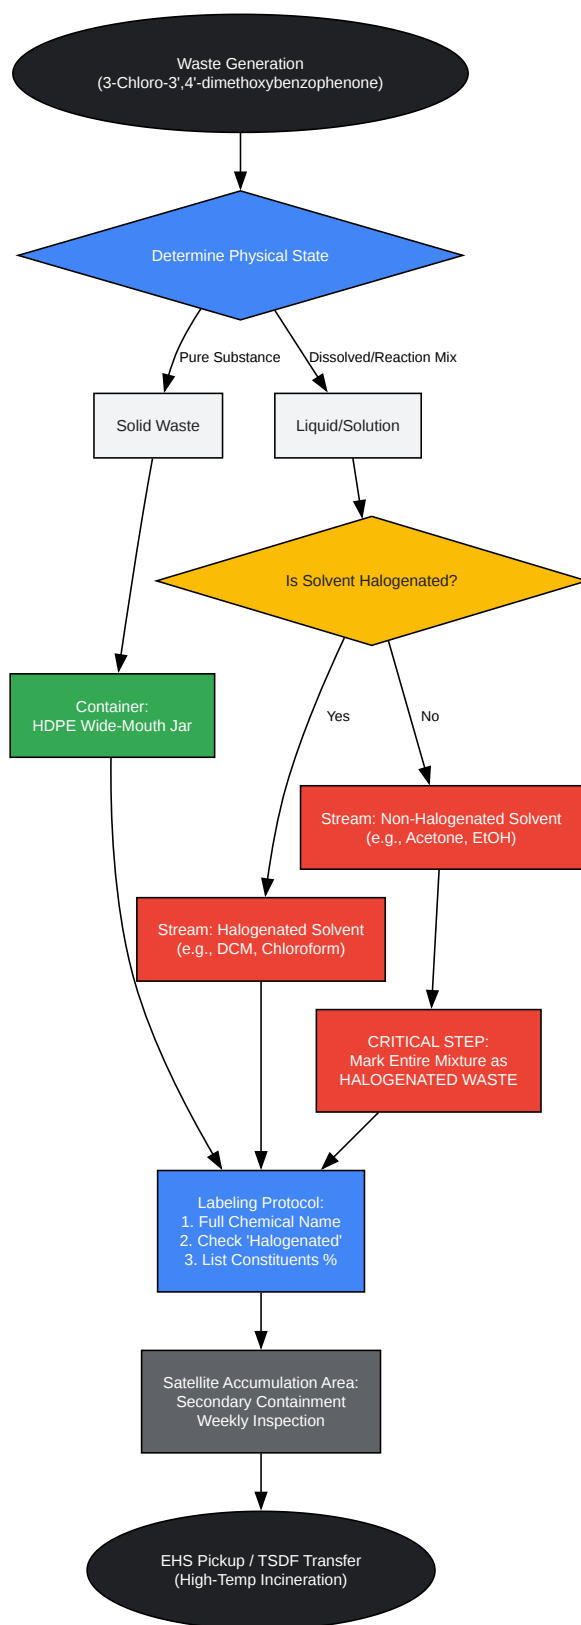 Waste Generation
(3-Chloro-3',4'-dimethoxybenzophenone)
Determine Physical State
Pure Substance
Dissolved/Reaction Mix
Solid Waste
Liquid/Solution
Is Solvent Halogenated?
Container:
HDPE Wide-Mouth Jar
Yes
No
Stream: Non-Halogenated Solvent
(e.g., Acetone, EtOH)
Stream: Halogenated Solvent
(e.g., DCM, Chloroform)
CRITICAL STEP:
Mark Entire Mixture as
HALOGENATED WASTE
Labeling Protocol:
1. Full Chemical Name
2. Check 'Halogenated'
3. List Constituents %
Satellite Accumulation Area:
Secondary Containment
Weekly Inspection
EHS Pickup / TSDF Transfer
(High-Temp Incineration)